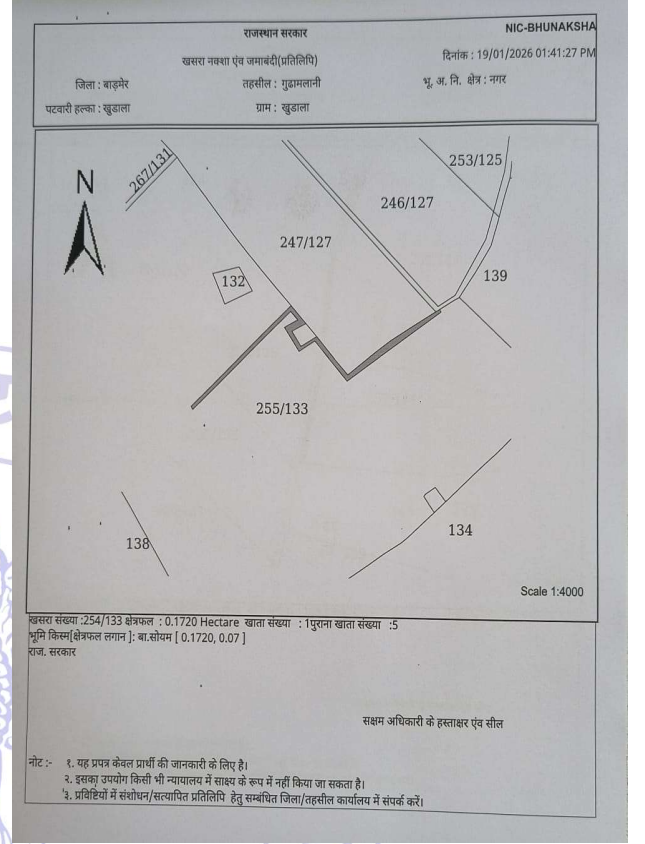 राजस्थान सरकार
NIC-BHUNAKSHA
खसरा नक्शा एंव जमाबंदी(प्रतिलिपि)
दिनांक : 19/01/2026 01:41:27 PM
जिला : बाड़मेर
तहसील : गुढामलानी
भू. अ. नि. क्षेत्र : नगर
पटवारी हल्का : खुडाला
ग्राम : खुडाला
N
267/131
253/125
246/127
247/127
139
132
255/133
134
138
Scale 1:4000
खसरा संख्या :254/133 क्षेत्रफल : 0.1720 Hectare खाता संख्या : 1पुराना खाता संख्या :5
भूमि किस्म[क्षेत्रफल लगान ]: बा.सोयम [ 0.1720, 0.07 ]
राज. सरकार
सक्षम अधिकारी के हस्ताक्षर एंव सील
नोट :- १. यह प्रपत्र केवल प्रार्थी की जानकारी के लिए है।
२. इसका उपयोग किसी भी न्यायालय में साक्ष्य के रूप में नहीं किया जा सकता है।
३. प्रविष्टियों में संशोधन/सत्यापित प्रतिलिपि हेतु सम्बंधित जिला/तहसील कार्यालय में संपर्क करें।